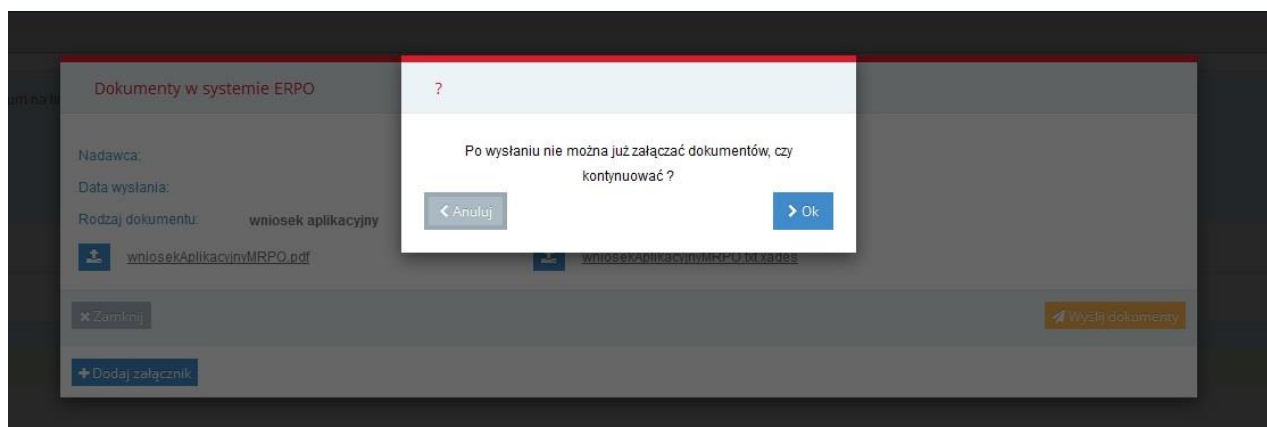 Dokumenty w systemie ERPO
?
Po wysłaniu nie można już załączać dokumentów, czy
kontynuować ?
Anuluj
Ok
Nadawca:
Data wysłania:
Rodzaj dokumentu: wniosek aplikacyjny
wniosekAplikacyjnyMRPO.pdf wniosekAplikacyjnyMRPO.txt.xades
Zamknij Wyślij dokumenty
Dodaj załącznik